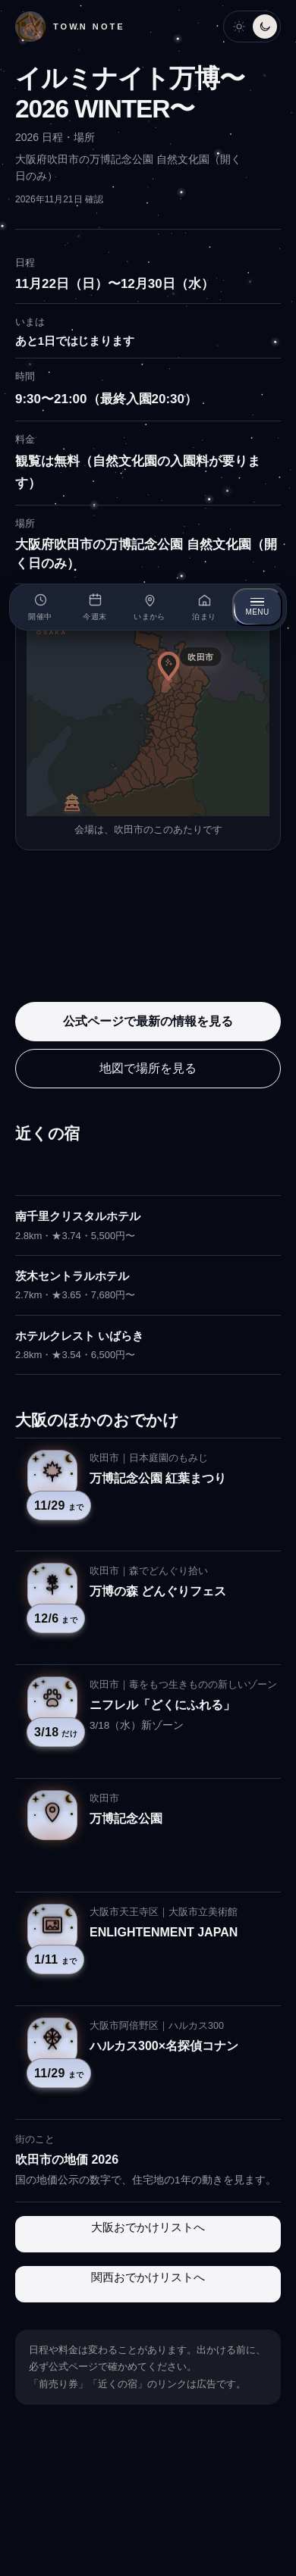 TOWN NOTE
イルミナイト万博〜
2026 WINTER〜
2026 日程・場所
大阪府吹田市の万博記念公園 自然文化園（開く
日のみ）
2026年11月21日 確認
日程
11月22日（日）〜12月30日（水）
いまは
あと1日ではじまります
時間
9:30〜21:00（最終入園20:30）
料金
観覧は無料（自然文化園の入園料が要りま
す）
場所
大阪府吹田市の万博記念公園 自然文化園（開
く日のみ）
開催中
今週末
いまから
泊まり
MENU
OSAKA
吹田市
会場は、吹田市のこのあたりです
公式ページで最新の情報を見る
地図で場所を見る
近くの宿
南千里クリスタルホテル
2.8km・★3.74・5,500円〜
茨木セントラルホテル
2.7km・★3.65・7,680円〜
ホテルクレスト いばらき
2.8km・★3.54・6,500円〜
大阪のほかのおでかけ
吹田市｜日本庭園のもみじ
万博記念公園 紅葉まつり
11/29 まで
吹田市｜森でどんぐり拾い
万博の森 どんぐりフェス
12/6 まで
吹田市｜毒をもつ生きものの新しいゾーン
ニフレル「どくにふれる」
3/18（水）新ゾーン
3/18 だけ
吹田市
万博記念公園
大阪市天王寺区｜大阪市立美術館
ENLIGHTENMENT JAPAN
1/11 まで
大阪市阿倍野区｜ハルカス300
ハルカス300×名探偵コナン
11/29 まで
街のこと
吹田市の地価 2026
国の地価公示の数字で、住宅地の1年の動きを見ます。
大阪おでかけリストへ
関西おでかけリストへ
日程や料金は変わることがあります。出かける前に、
必ず公式ページで確かめてください。
「前売り券」「近くの宿」のリンクは広告です。